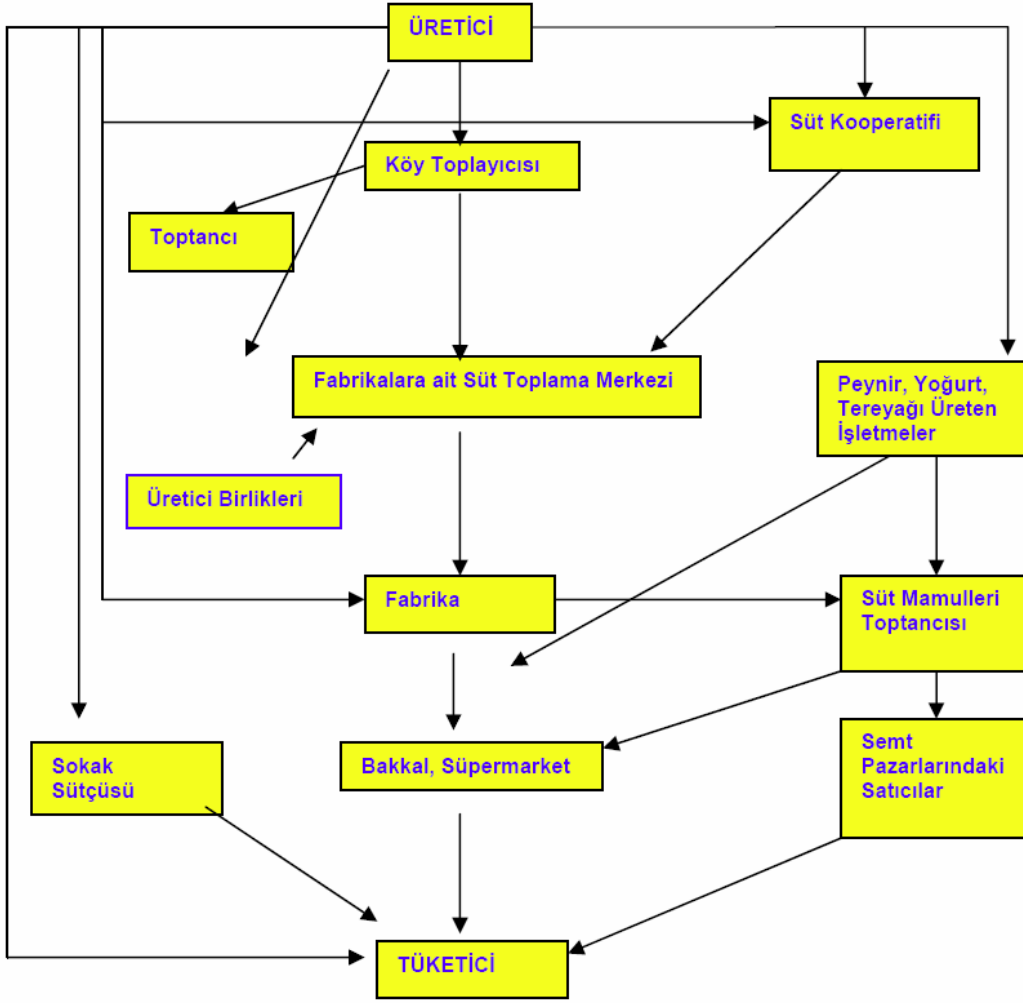 ÜRETİCİ
Süt Kooperatifi
Köy Toplayıcısı
Toptancı
Fabrikalara ait Süt Toplama Merkezi
Peynir, Yoğurt,
Tereyağı Üreten
İşletmeler
Üretici Birlikleri
Fabrika
Süt Mamulleri
Toptancısı
Sokak
Sütçüsü
Bakkal, Süpermarket
Semt
Pazarlarındaki
Satıcılar
TÜKETİCİ